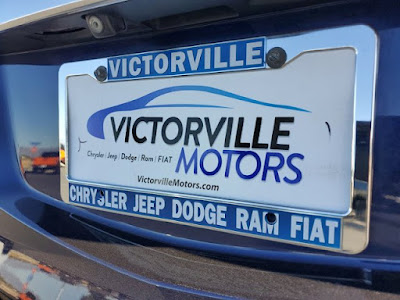 VICTORVILLE
VICTORVILLE
Chrysler | Jeep | Dodge | Ram | FIAT
MOTORS
VictorvilleMotors.com
CHRYSLER JEEP DODGE RAM FIAT